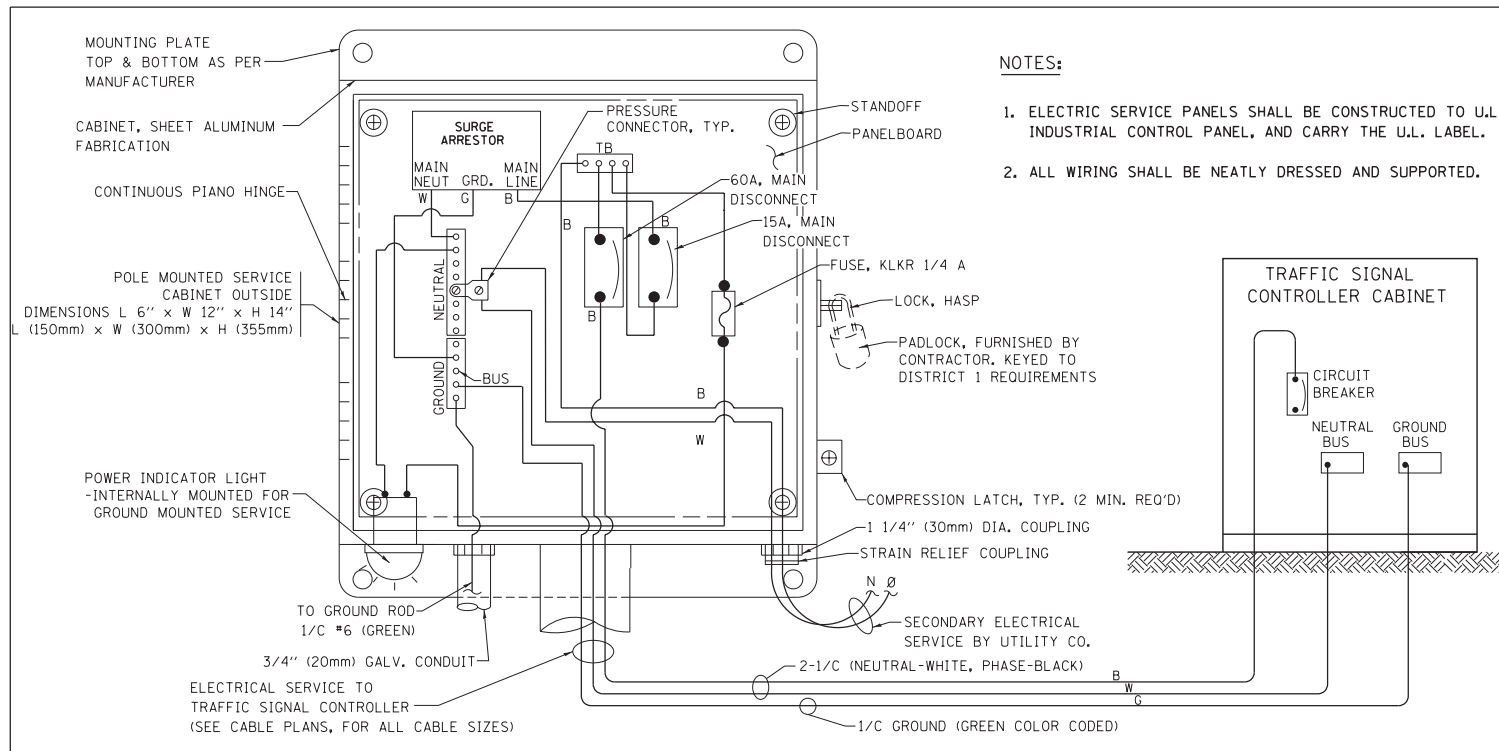 MOUNTING PLATE
TOP & BOTTOM AS PER
MANUFACTURER
CABINET, SHEET ALUMINUM
FABRICATION
CONTINUOUS PIANO HINGE
POLE MOUNTED SERVICE
CABINET OUTSIDE
DIMENSIONS L 6" x W 12" x H 14"
L (150mm) x W (300mm) x H (355mm)
POWER INDICATOR LIGHT
-INTERNALLY MOUNTED FOR
GROUND MOUNTED SERVICE
TO GROUND ROD
1/C #6 (GREEN)
3/4" (20mm) GALV. CONDUIT
ELECTRICAL SERVICE TO
TRAFFIC SIGNAL CONTROLLER
(SEE CABLE PLANS, FOR ALL CABLE SIZES)
SURGE
ARRESTOR
MAIN
NEUT
GRD.
MAIN
LINE
W
G
B
PRESSURE
CONNECTOR, TYP.
TB
60A, MAIN
DISCONNECT
B
B
15A, MAIN
DISCONNECT
B
NEUTRAL
GROUND
BUS
B
W
STANDOFF
PANELBOARD
FUSE, KLKR 1/4 A
LOCK, HASP
PADLOCK, FURNISHED BY
CONTRACTOR. KEYED TO
DISTRICT 1 REQUIREMENTS
COMPRESSION LATCH, TYP. (2 MIN. REQ'D)
1 1/4" (30mm) DIA. COUPLING
STRAIN RELIEF COUPLING
N Ø
SECONDARY ELECTRICAL
SERVICE BY UTILITY CO.
2-1/C (NEUTRAL-WHITE, PHASE-BLACK)
B
W
G
1/C GROUND (GREEN COLOR CODED)
NOTES:
1. ELECTRIC SERVICE PANELS SHALL BE CONSTRUCTED TO U.L.
INDUSTRIAL CONTROL PANEL, AND CARRY THE U.L. LABEL.
2. ALL WIRING SHALL BE NEATLY DRESSED AND SUPPORTED.
TRAFFIC SIGNAL
CONTROLLER CABINET
CIRCUIT
BREAKER
NEUTRAL
BUS
GROUND
BUS